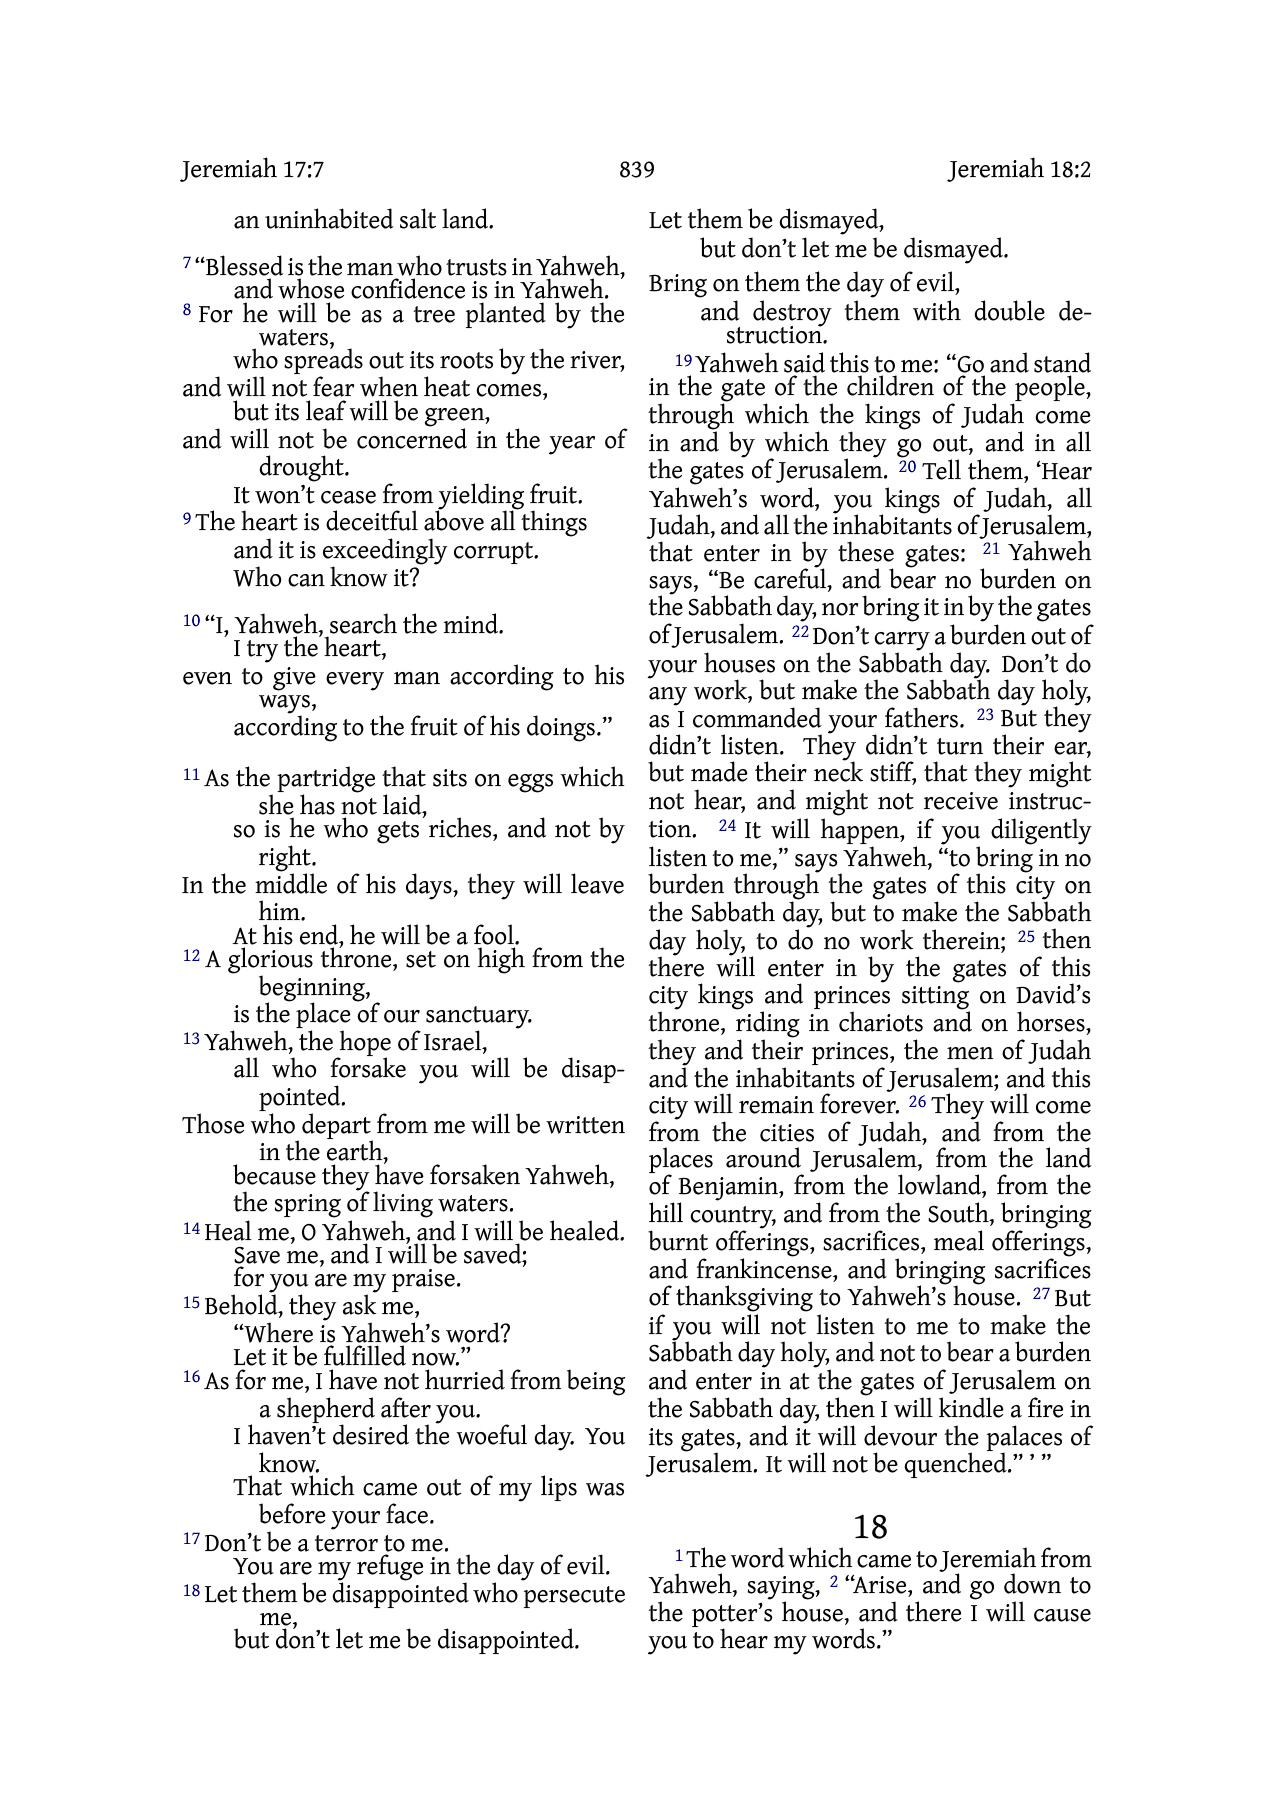 Jeremiah 17:7
839
Jeremiah 18:2
an uninhabited salt land.
7 “Blessed is the man who trusts in Yahweh,
and whose confidence is in Yahweh.
8 For he will be as a tree planted by the
waters,
who spreads out its roots by the river,
and will not fear when heat comes,
but its leaf will be green,
and will not be concerned in the year of
drought.
It won’t cease from yielding fruit.
9 The heart is deceitful above all things
and it is exceedingly corrupt.
Who can know it?
10 “I, Yahweh, search the mind.
I try the heart,
even to give every man according to his
ways,
according to the fruit of his doings.”
11 As the partridge that sits on eggs which
she has not laid,
so is he who gets riches, and not by
right.
In the middle of his days, they will leave
him.
At his end, he will be a fool.
12 A glorious throne, set on high from the
beginning,
is the place of our sanctuary.
13 Yahweh, the hope of Israel,
all who forsake you will be disap-
pointed.
Those who depart from me will be written
in the earth,
because they have forsaken Yahweh,
the spring of living waters.
14 Heal me, O Yahweh, and I will be healed.
Save me, and I will be saved;
for you are my praise.
15 Behold, they ask me,
“Where is Yahweh’s word?
Let it be fulfilled now.”
16 As for me, I have not hurried from being
a shepherd after you.
I haven’t desired the woeful day. You
know.
That which came out of my lips was
before your face.
17 Don’t be a terror to me.
You are my refuge in the day of evil.
18 Let them be disappointed who persecute
me,
but don’t let me be disappointed.
Let them be dismayed,
but don’t let me be dismayed.
Bring on them the day of evil,
and destroy them with double de-
struction.
19 Yahweh said this to me: “Go and stand
in the gate of the children of the people,
through which the kings of Judah come
in and by which they go out, and in all
the gates of Jerusalem. 20 Tell them, ‘Hear
Yahweh’s word, you kings of Judah, all
Judah, and all the inhabitants of Jerusalem,
that enter in by these gates: 21 Yahweh
says, “Be careful, and bear no burden on
the Sabbath day, nor bring it in by the gates
of Jerusalem. 22 Don’t carry a burden out of
your houses on the Sabbath day. Don’t do
any work, but make the Sabbath day holy,
as I commanded your fathers. 23 But they
didn’t listen. They didn’t turn their ear,
but made their neck stiff, that they might
not hear, and might not receive instruc-
tion. 24 It will happen, if you diligently
listen to me,” says Yahweh, “to bring in no
burden through the gates of this city on
the Sabbath day, but to make the Sabbath
day holy, to do no work therein; 25 then
there will enter in by the gates of this
city kings and princes sitting on David’s
throne, riding in chariots and on horses,
they and their princes, the men of Judah
and the inhabitants of Jerusalem; and this
city will remain forever. 26 They will come
from the cities of Judah, and from the
places around Jerusalem, from the land
of Benjamin, from the lowland, from the
hill country, and from the South, bringing
burnt offerings, sacrifices, meal offerings,
and frankincense, and bringing sacrifices
of thanksgiving to Yahweh’s house. 27 But
if you will not listen to me to make the
Sabbath day holy, and not to bear a burden
and enter in at the gates of Jerusalem on
the Sabbath day, then I will kindle a fire in
its gates, and it will devour the palaces of
Jerusalem. It will not be quenched.” ’ ”
18
1 The word which came to Jeremiah from
Yahweh, saying, 2 “Arise, and go down to
the potter’s house, and there I will cause
you to hear my words.”